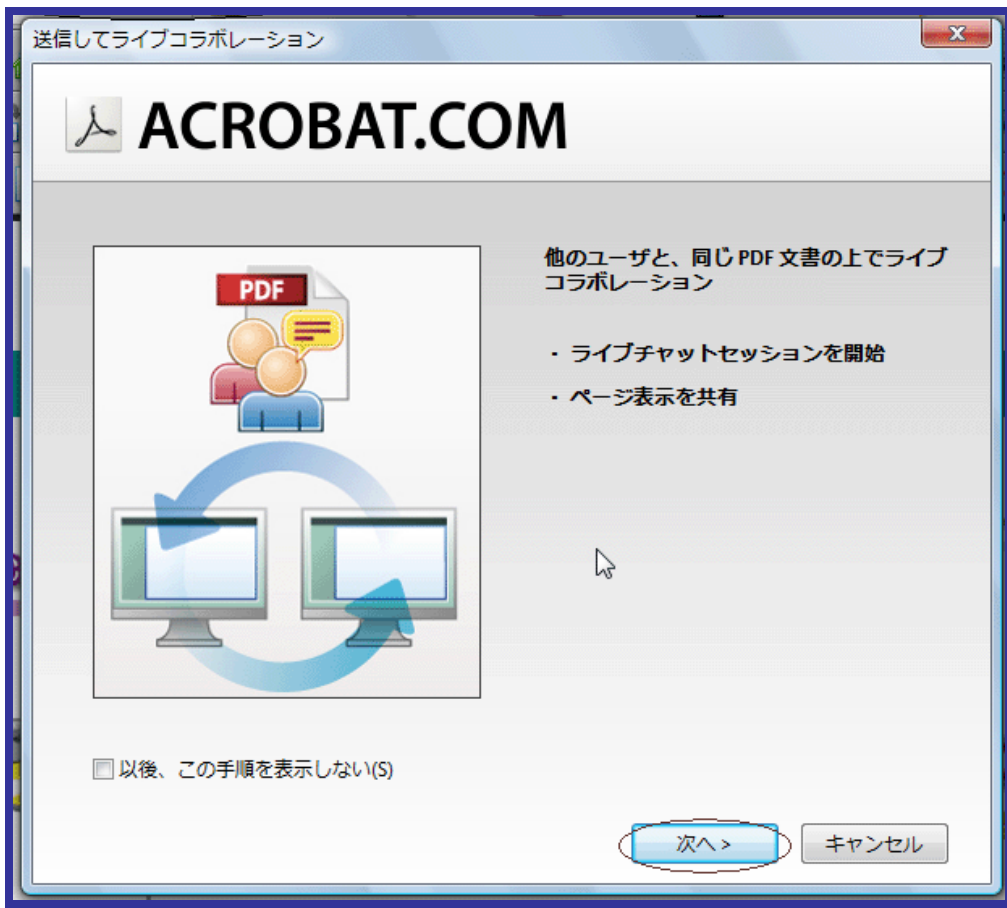 送信してライブコラボレーション
ACROBAT.COM
PDF
他のユーザと、同じ PDF 文書の上でライブ
コラボレーション
・ ライブチャットセッションを開始
・ ページ表示を共有
以後、この手順を表示しない(S)
次へ >
キャンセル